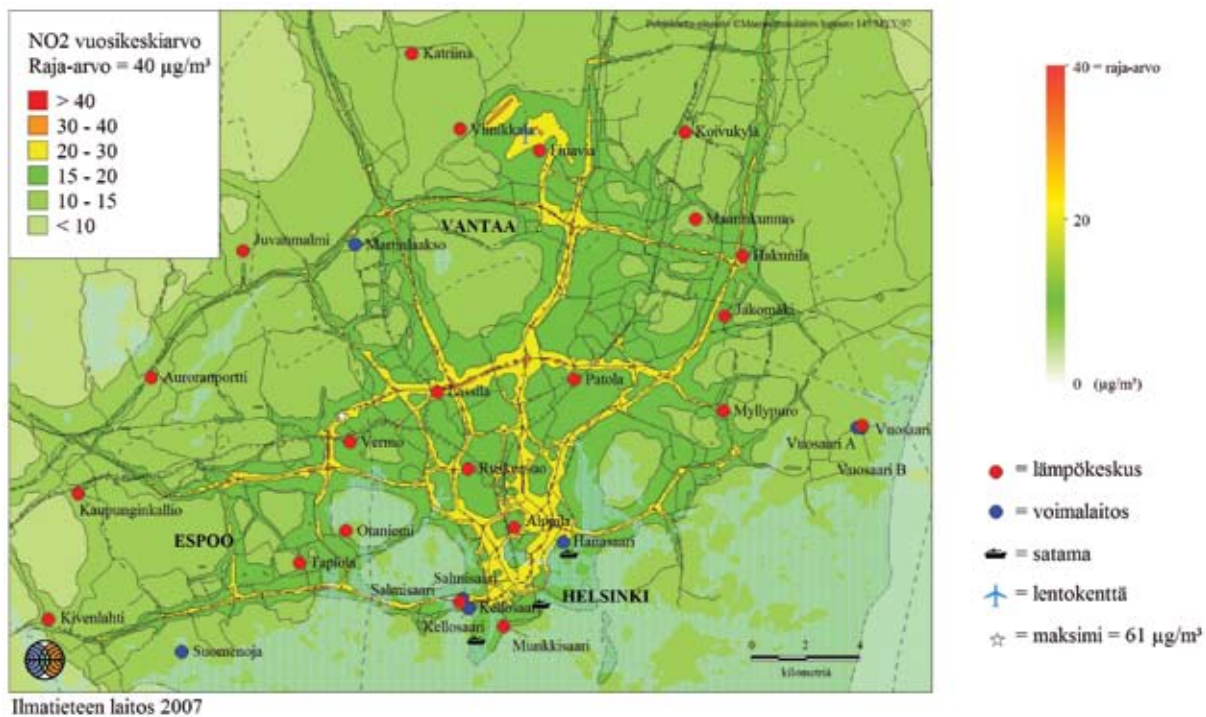 NO2 vuosikeskiarvo
Raja-arvo = 40 µg/m³
> 40
30 - 40
20 - 30
15 - 20
10 - 15
< 10
Katriina
Viinikkala
Finavia
Koivukylä
VANTAA
Maarinkunnas
Juvanmalmi
Martinlaakso
Hakunila
Jakomäki
Auroranportti
Lassila
Patola
Myllypuro
Vermo
Vuosaari
Vuosaari A
Vuosaari B
Ruskeasuo
Kaupunginkallio
Alppila
Otaniemi
Hanasaari
ESPOO
Tapiola
Salmisaari
Salmisaari
HELSINKI
Kellosaari
Kellosaari
Kivenlahti
Munkkisaari
Suomenoja
0 2 4
kilometriä
40 = raja-arvo
20
0 (µg/m³)
= lämpökeskus
= voimalaitos
= satama
= lentokenttä
= maksimi = 61 µg/m³
Ilmatieteen laitos 2007